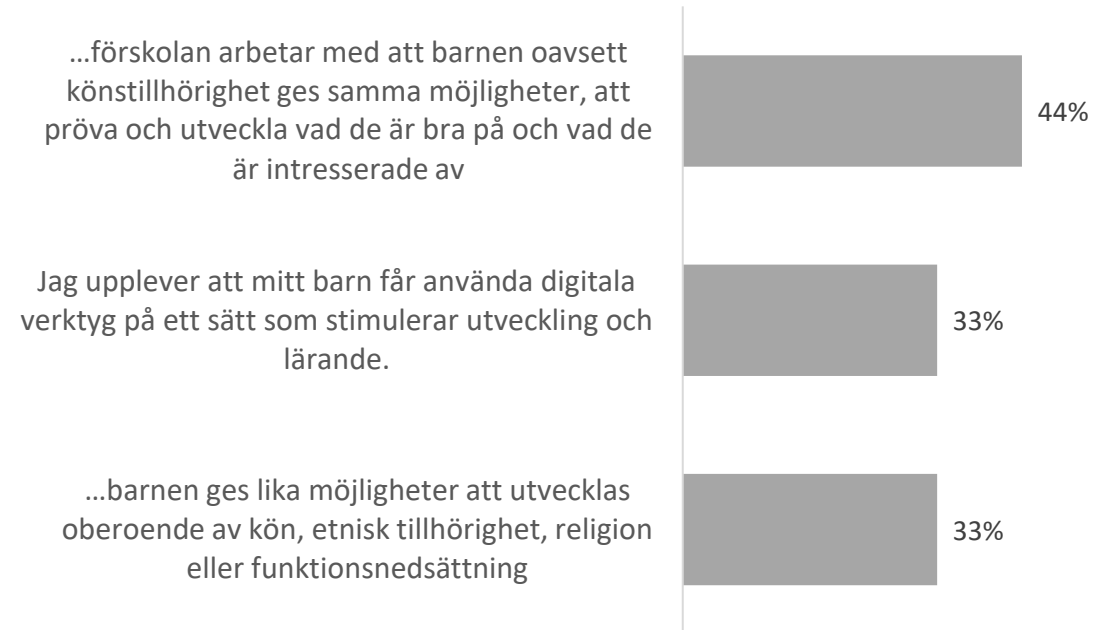 …förskolan arbetar med att barnen oavsett
könstillhörighet ges samma möjligheter, att
pröva och utveckla vad de är bra på och vad de
är intresserade av
44%
Jag upplever att mitt barn får använda digitala
verktyg på ett sätt som stimulerar utveckling och
lärande.
33%
…barnen ges lika möjligheter att utvecklas
oberoende av kön, etnisk tillhörighet, religion
eller funktionsnedsättning
33%